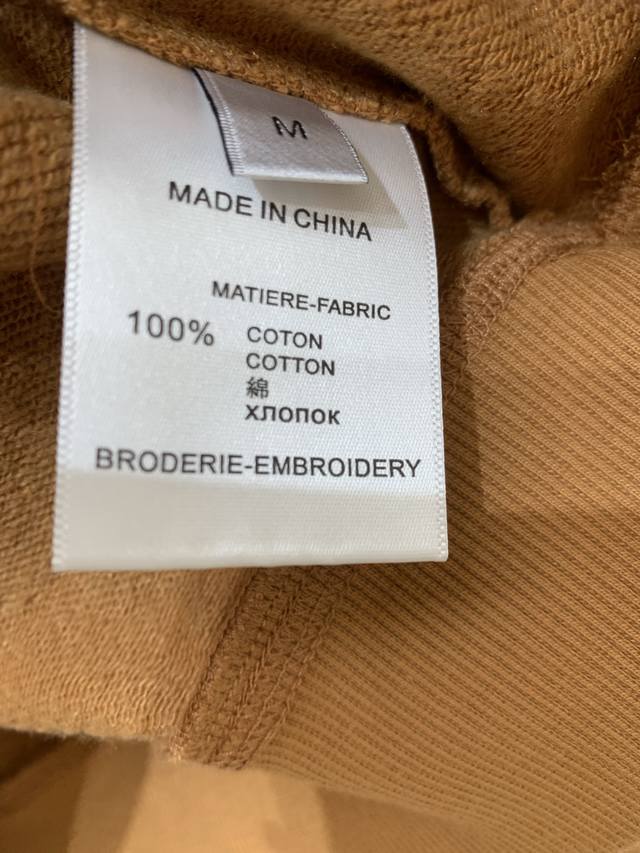 M
MADE IN CHINA
MATIERE-FABRIC
100% COTON
COTTON
綿
хлопок
BRODERIE-EMBROIDERY